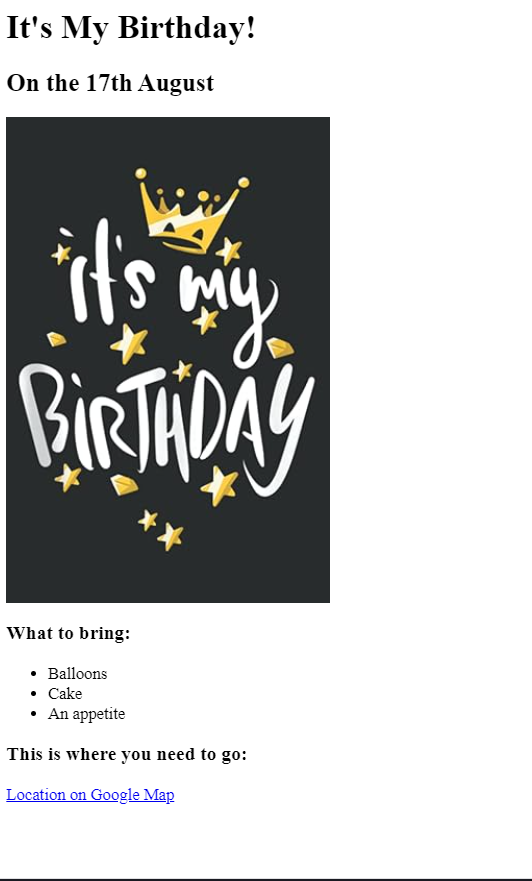 It's My Birthday!
On the 17th August
it's my
BiRTHDAY
What to bring:
Balloons
Cake
An appetite
This is where you need to go:
Location on Google Map